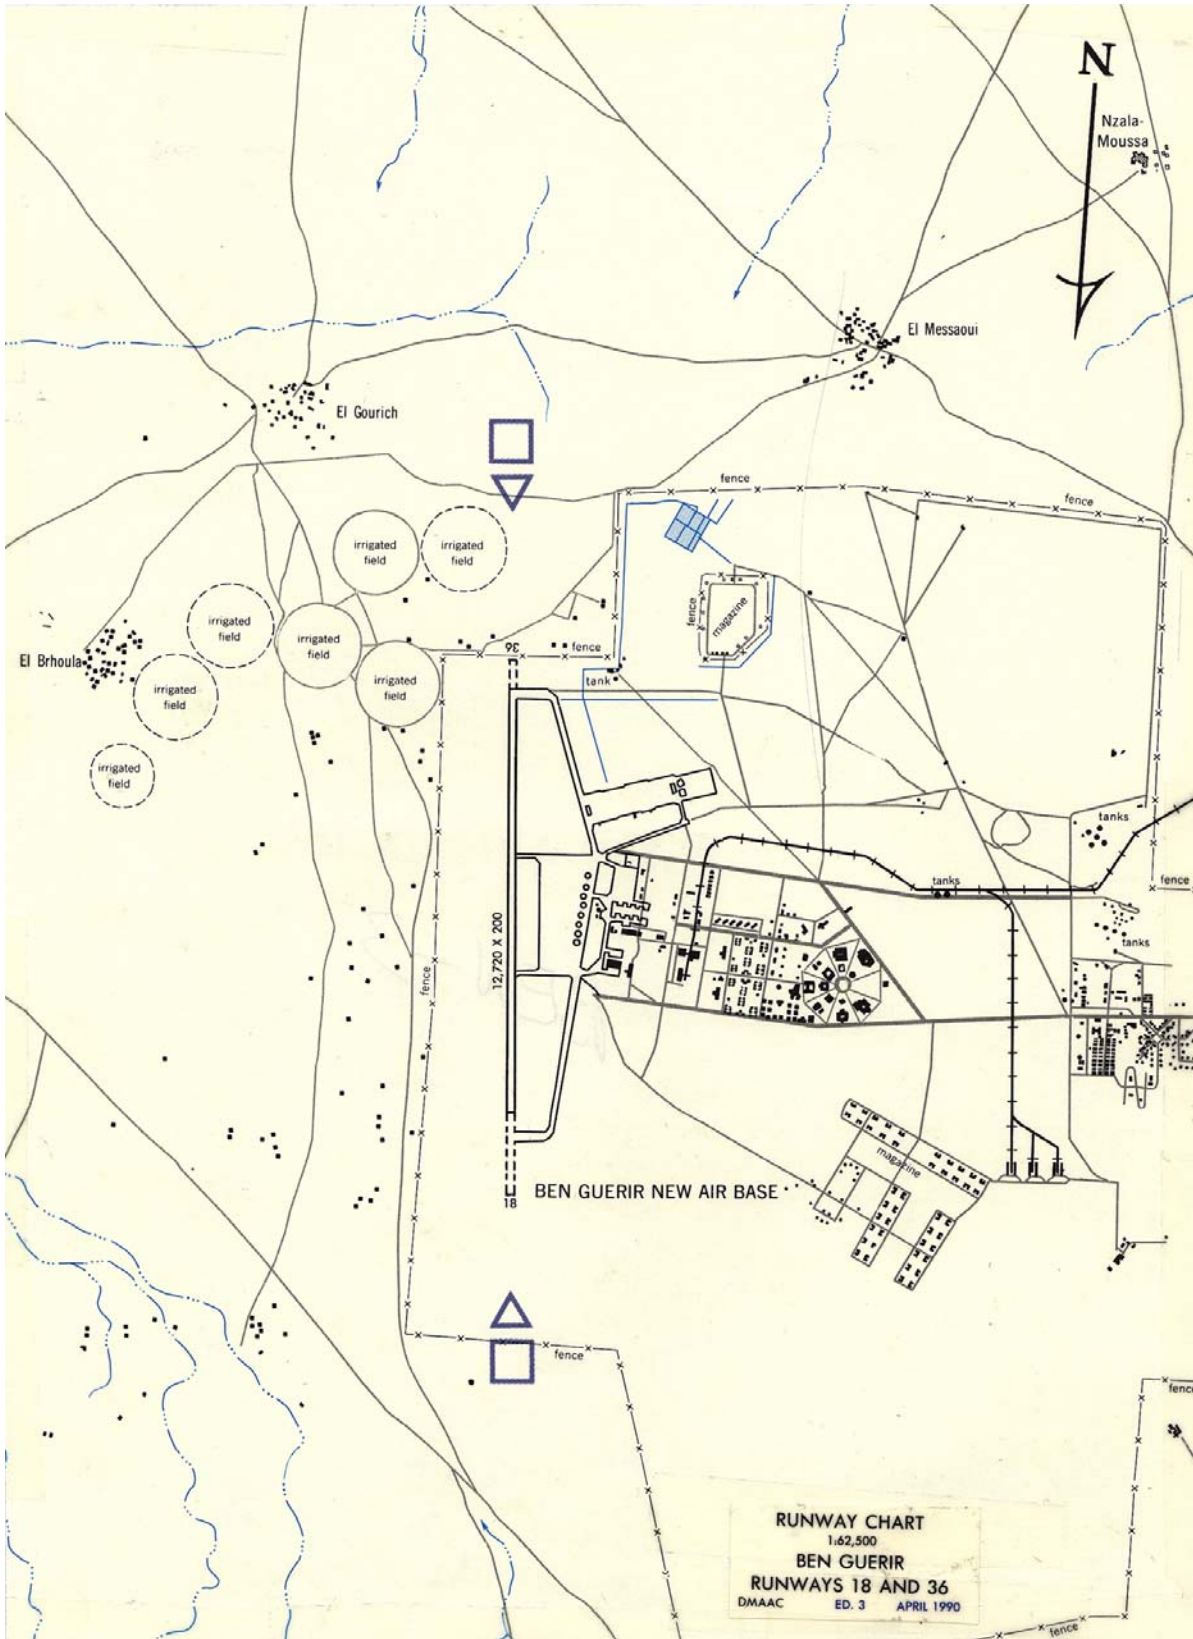 N
Nzala-
Moussa
El Messaoui
El Gourich
fence
fence
irrigated
field
irrigated
field
magazine
fence
irrigated
field
irrigated
field
36
fence
El Brhoula
tank
irrigated
field
irrigated
field
irrigated
field
tanks
tanks
fence
12,720 X 200
tanks
fence
magazine
18
BEN GUERIR NEW AIR BASE
fence
fence
RUNWAY CHART
1:62,500
BEN GUERIR
RUNWAYS 18 AND 36
DMAAC ED. 3 APRIL 1990
fence